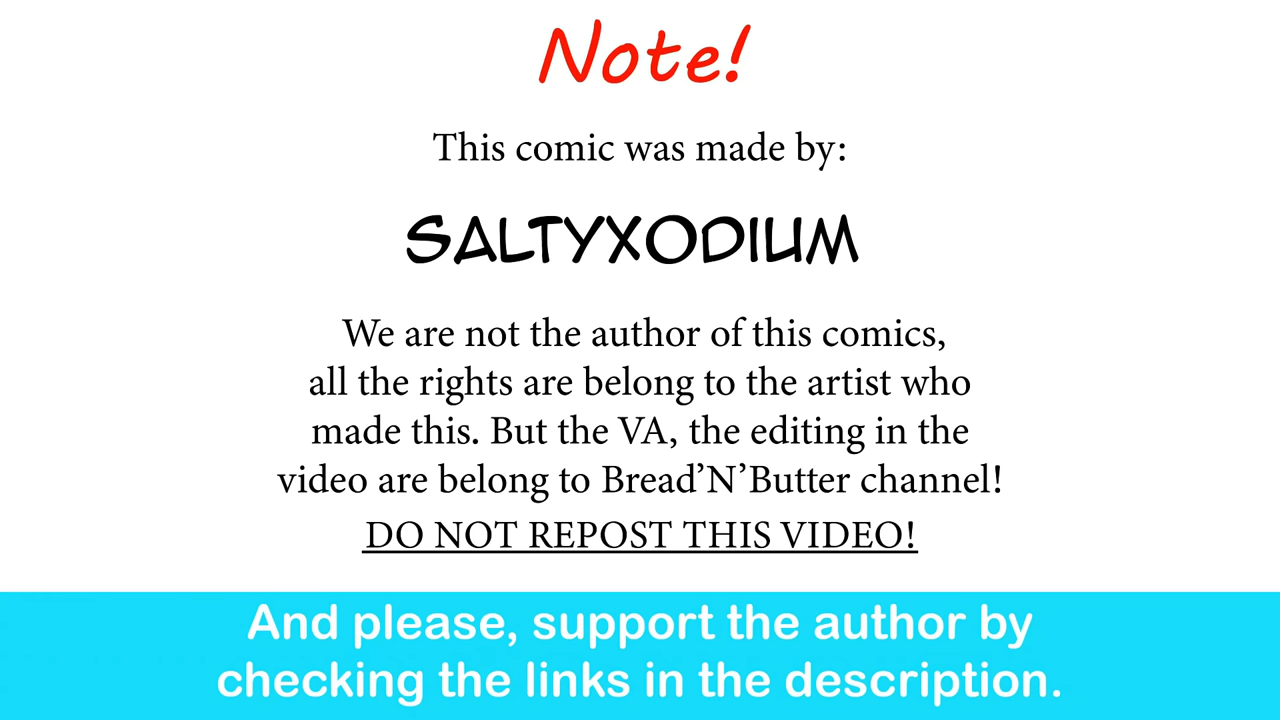 Note!
This comic was made by:
SALTYXODIUM
We are not the author of this comics,
all the rights are belong to the artist who
made this. But the VA, the editing in the
video are belong to Bread’N’Butter channel!
DO NOT REPOST THIS VIDEO!
And please, support the author by
checking the links in the description.